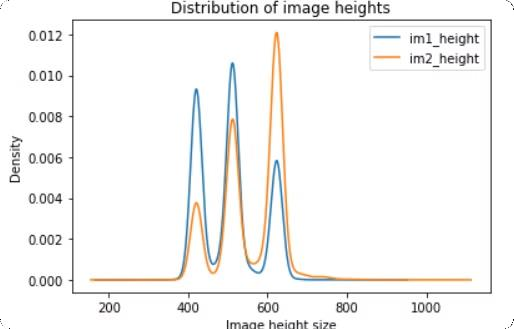 Distribution of image heights
im1_height
im2_height
Density
0.012
0.010
0.008
0.006
0.004
0.002
0.000
200 400 600 800 1000
Image height size